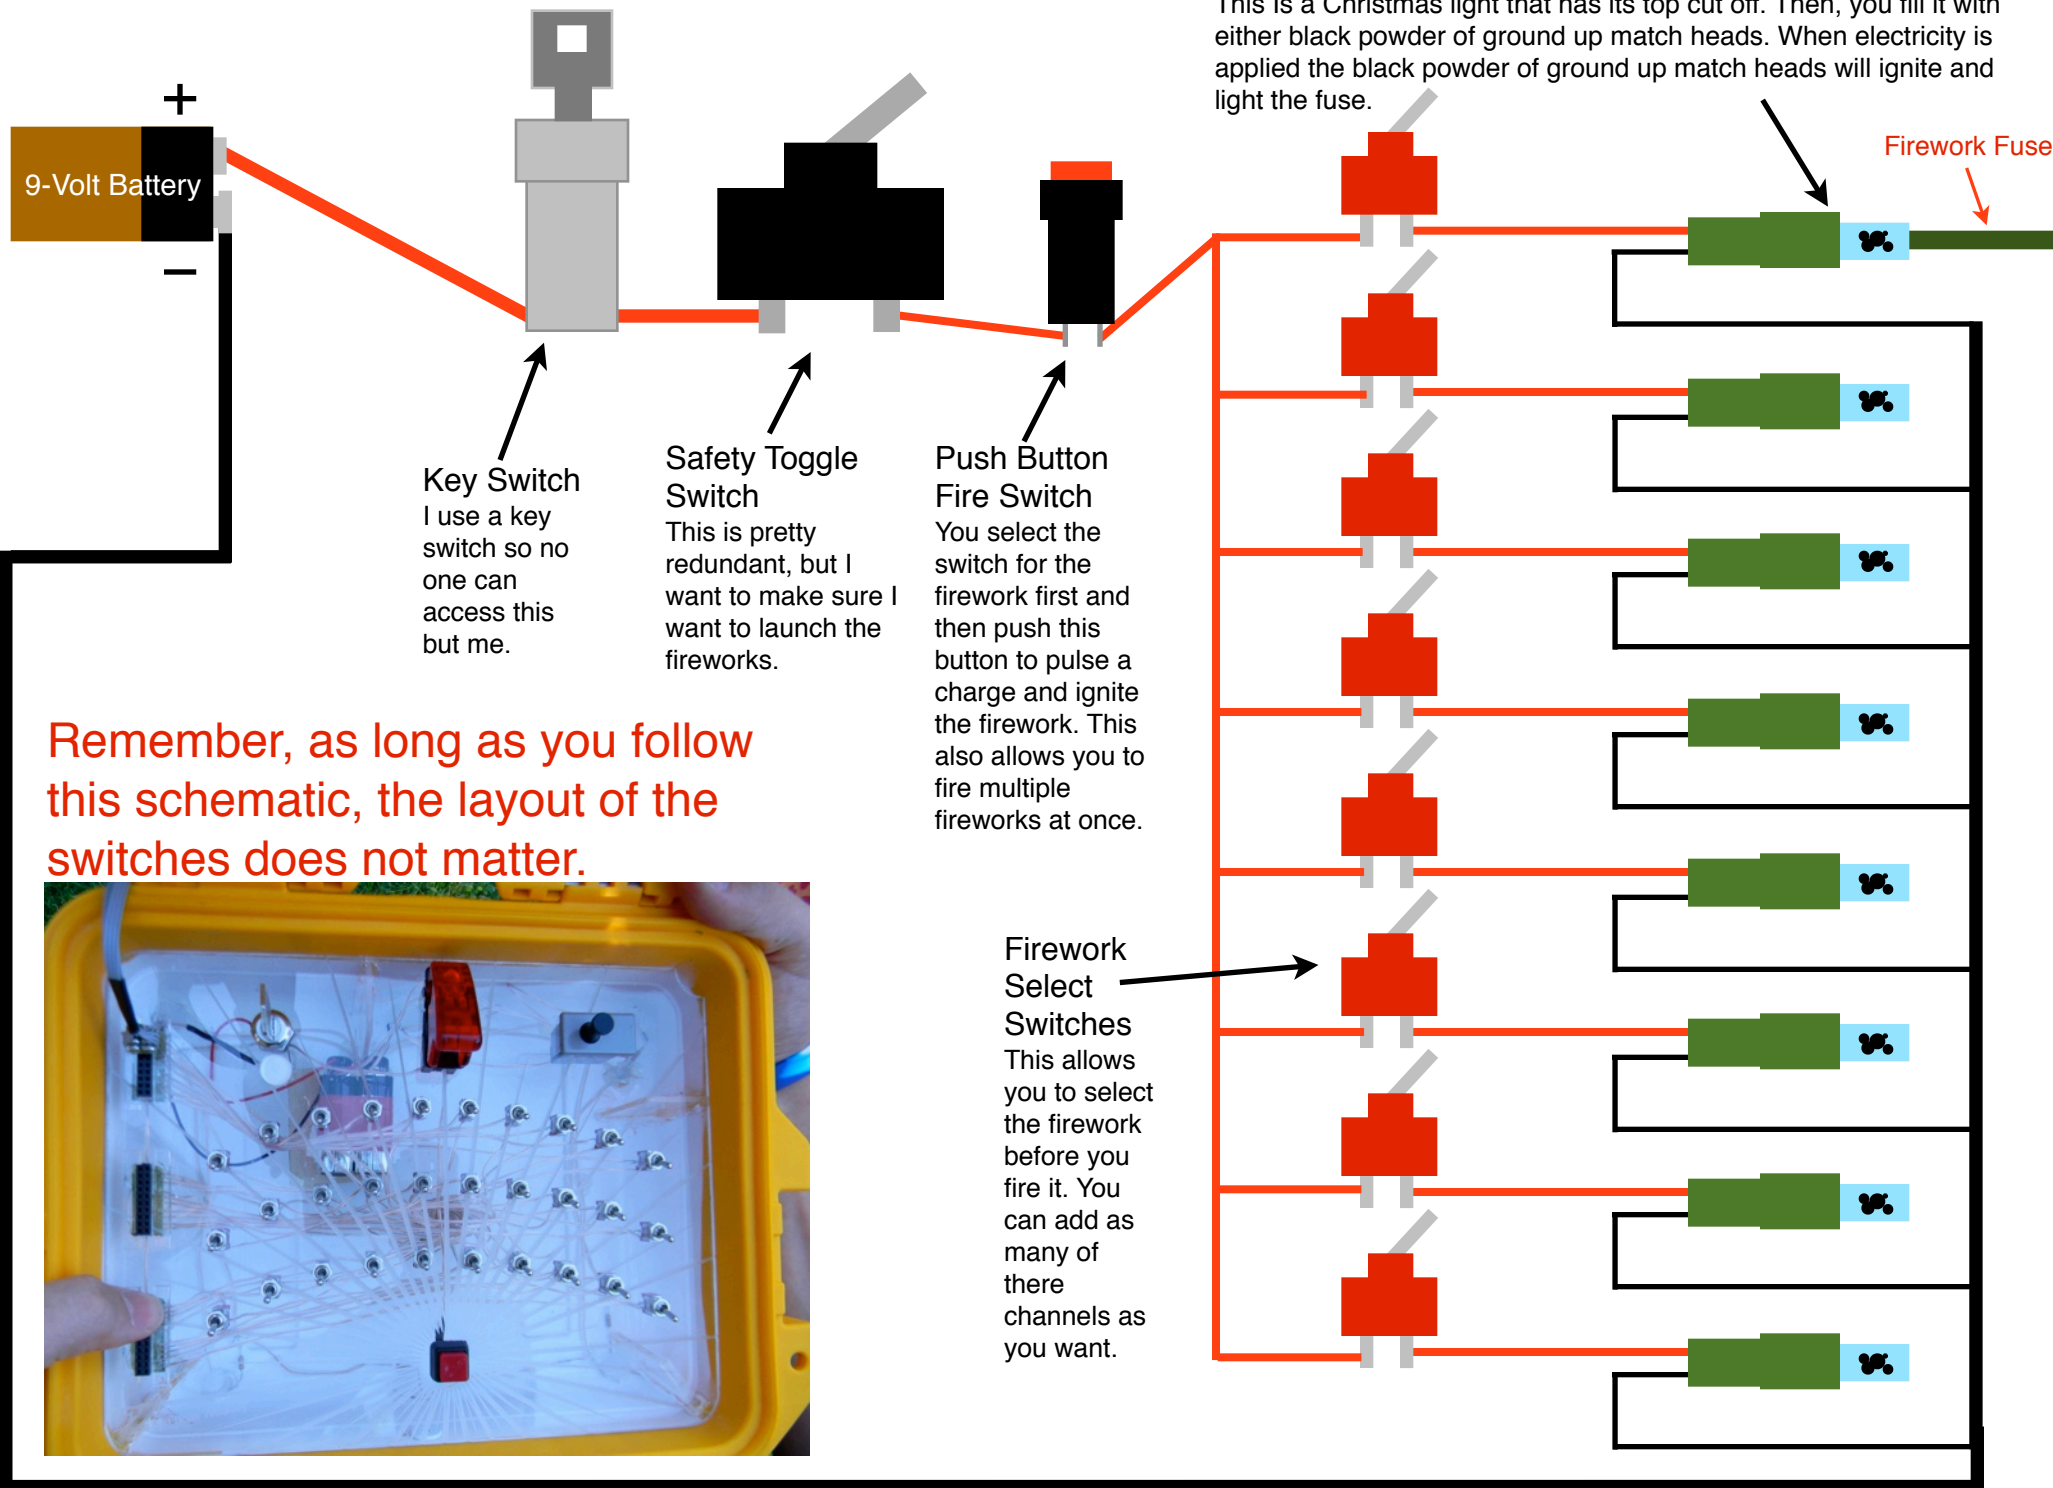 This is a Christmas light that has its top cut off. Then, you fill it with
either black powder of ground up match heads. When electricity is
applied the black powder of ground up match heads will ignite and
light the fuse.
Firework Fuse
+
9-Volt Battery
–
Key Switch
I use a key
switch so no
one can
access this
but me.
Safety Toggle
Switch
This is pretty
redundant, but I
want to make sure I
want to launch the
fireworks.
Push Button
Fire Switch
You select the
switch for the
firework first and
then push this
button to pulse a
charge and ignite
the firework. This
also allows you to
fire multiple
fireworks at once.
Remember, as long as you follow
this schematic, the layout of the
switches does not matter.
Firework
Select
Switches
This allows
you to select
the firework
before you
fire it. You
can add as
many of
there
channels as
you want.